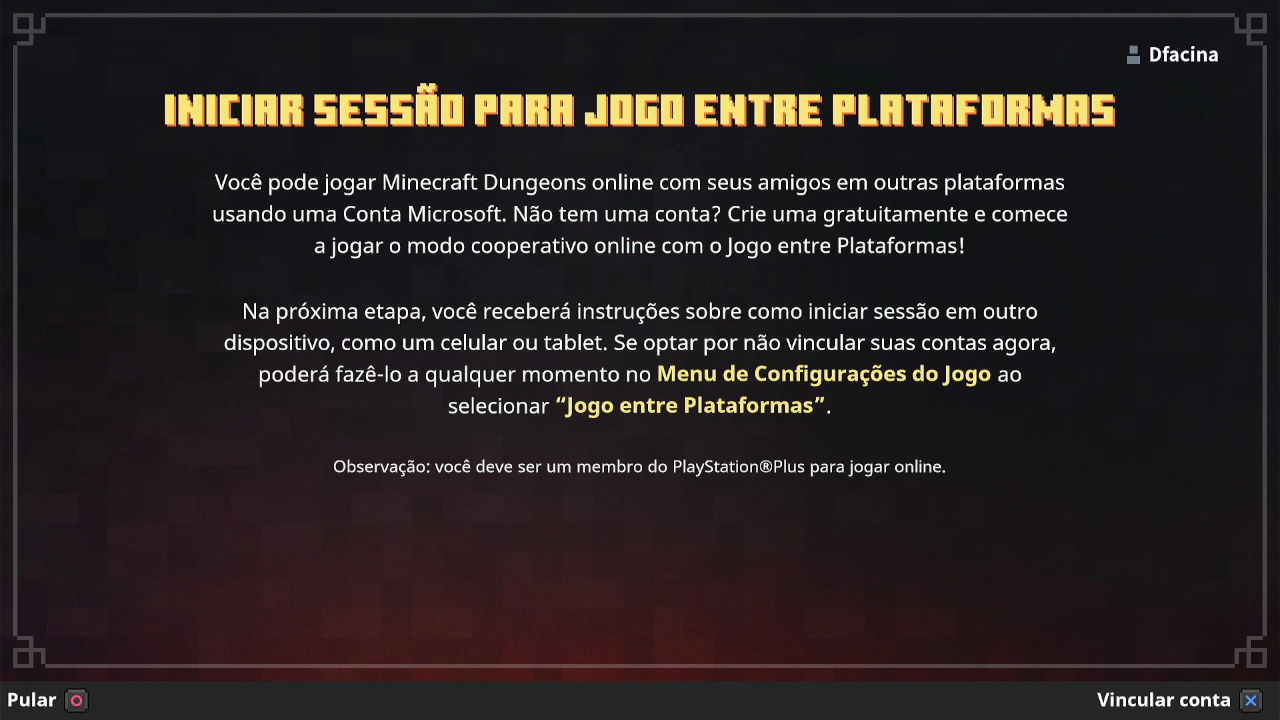 Dfacina
INICIAR SESSÃO PARA JOGO ENTRE PLATAFORMAS
Você pode jogar Minecraft Dungeons online com seus amigos em outras plataformas
usando uma Conta Microsoft. Não tem uma conta? Crie uma gratuitamente e comece
a jogar o modo cooperativo online com o Jogo entre Plataformas!
Na próxima etapa, você receberá instruções sobre como iniciar sessão em outro
dispositivo, como um celular ou tablet. Se optar por não vincular suas contas agora,
poderá fazê-lo a qualquer momento no Menu de Configurações do Jogo ao
selecionar “Jogo entre Plataformas”.
Observação: você deve ser um membro do PlayStation®Plus para jogar online.
Pular
Vincular conta